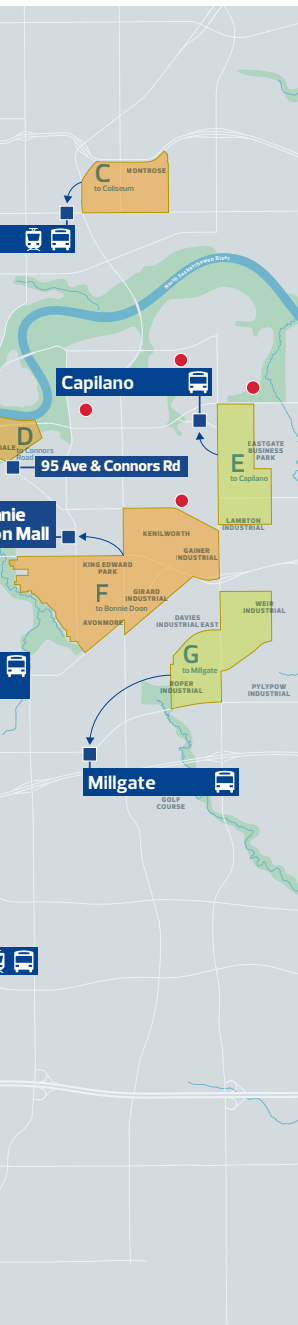 C
MONTROSE
to Coliseum
North Saskatchewan River
Capilano
D
to Connors
Road
95 Ave & Connors Rd
EASTGATE
BUSINESS
PARK
E
to Capilano
LAMBTON
INDUSTRIAL
nie
on Mall
KENILWORTH
GAINER
INDUSTRIAL
KING EDWARD
PARK
F
to Bonnie Doon
GIRARD
INDUSTRIAL
AVONMORE
DAVIES
INDUSTRIAL EAST
WEIR
INDUSTRIAL
G
to Millgate
ROPER
INDUSTRIAL
PYLYPOW
INDUSTRIAL
Millgate
GOLF
COURSE